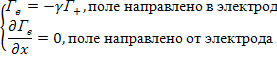 Γₑ = −γΓ₊, поле направлено в электрод
∂Γₑ/∂x = 0, поле направлено от электрода